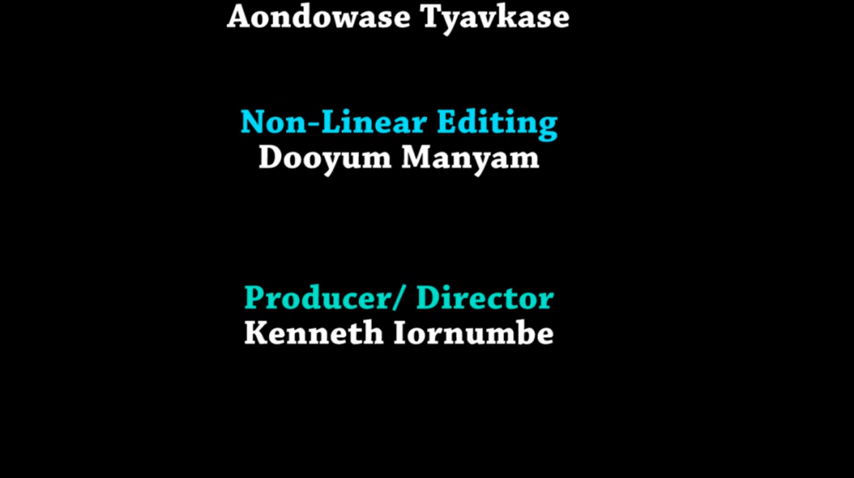 Aondowase Tyavkase
Non-Linear Editing
Dooyum Manyam
Producer/ Director
Kenneth Iornumbe